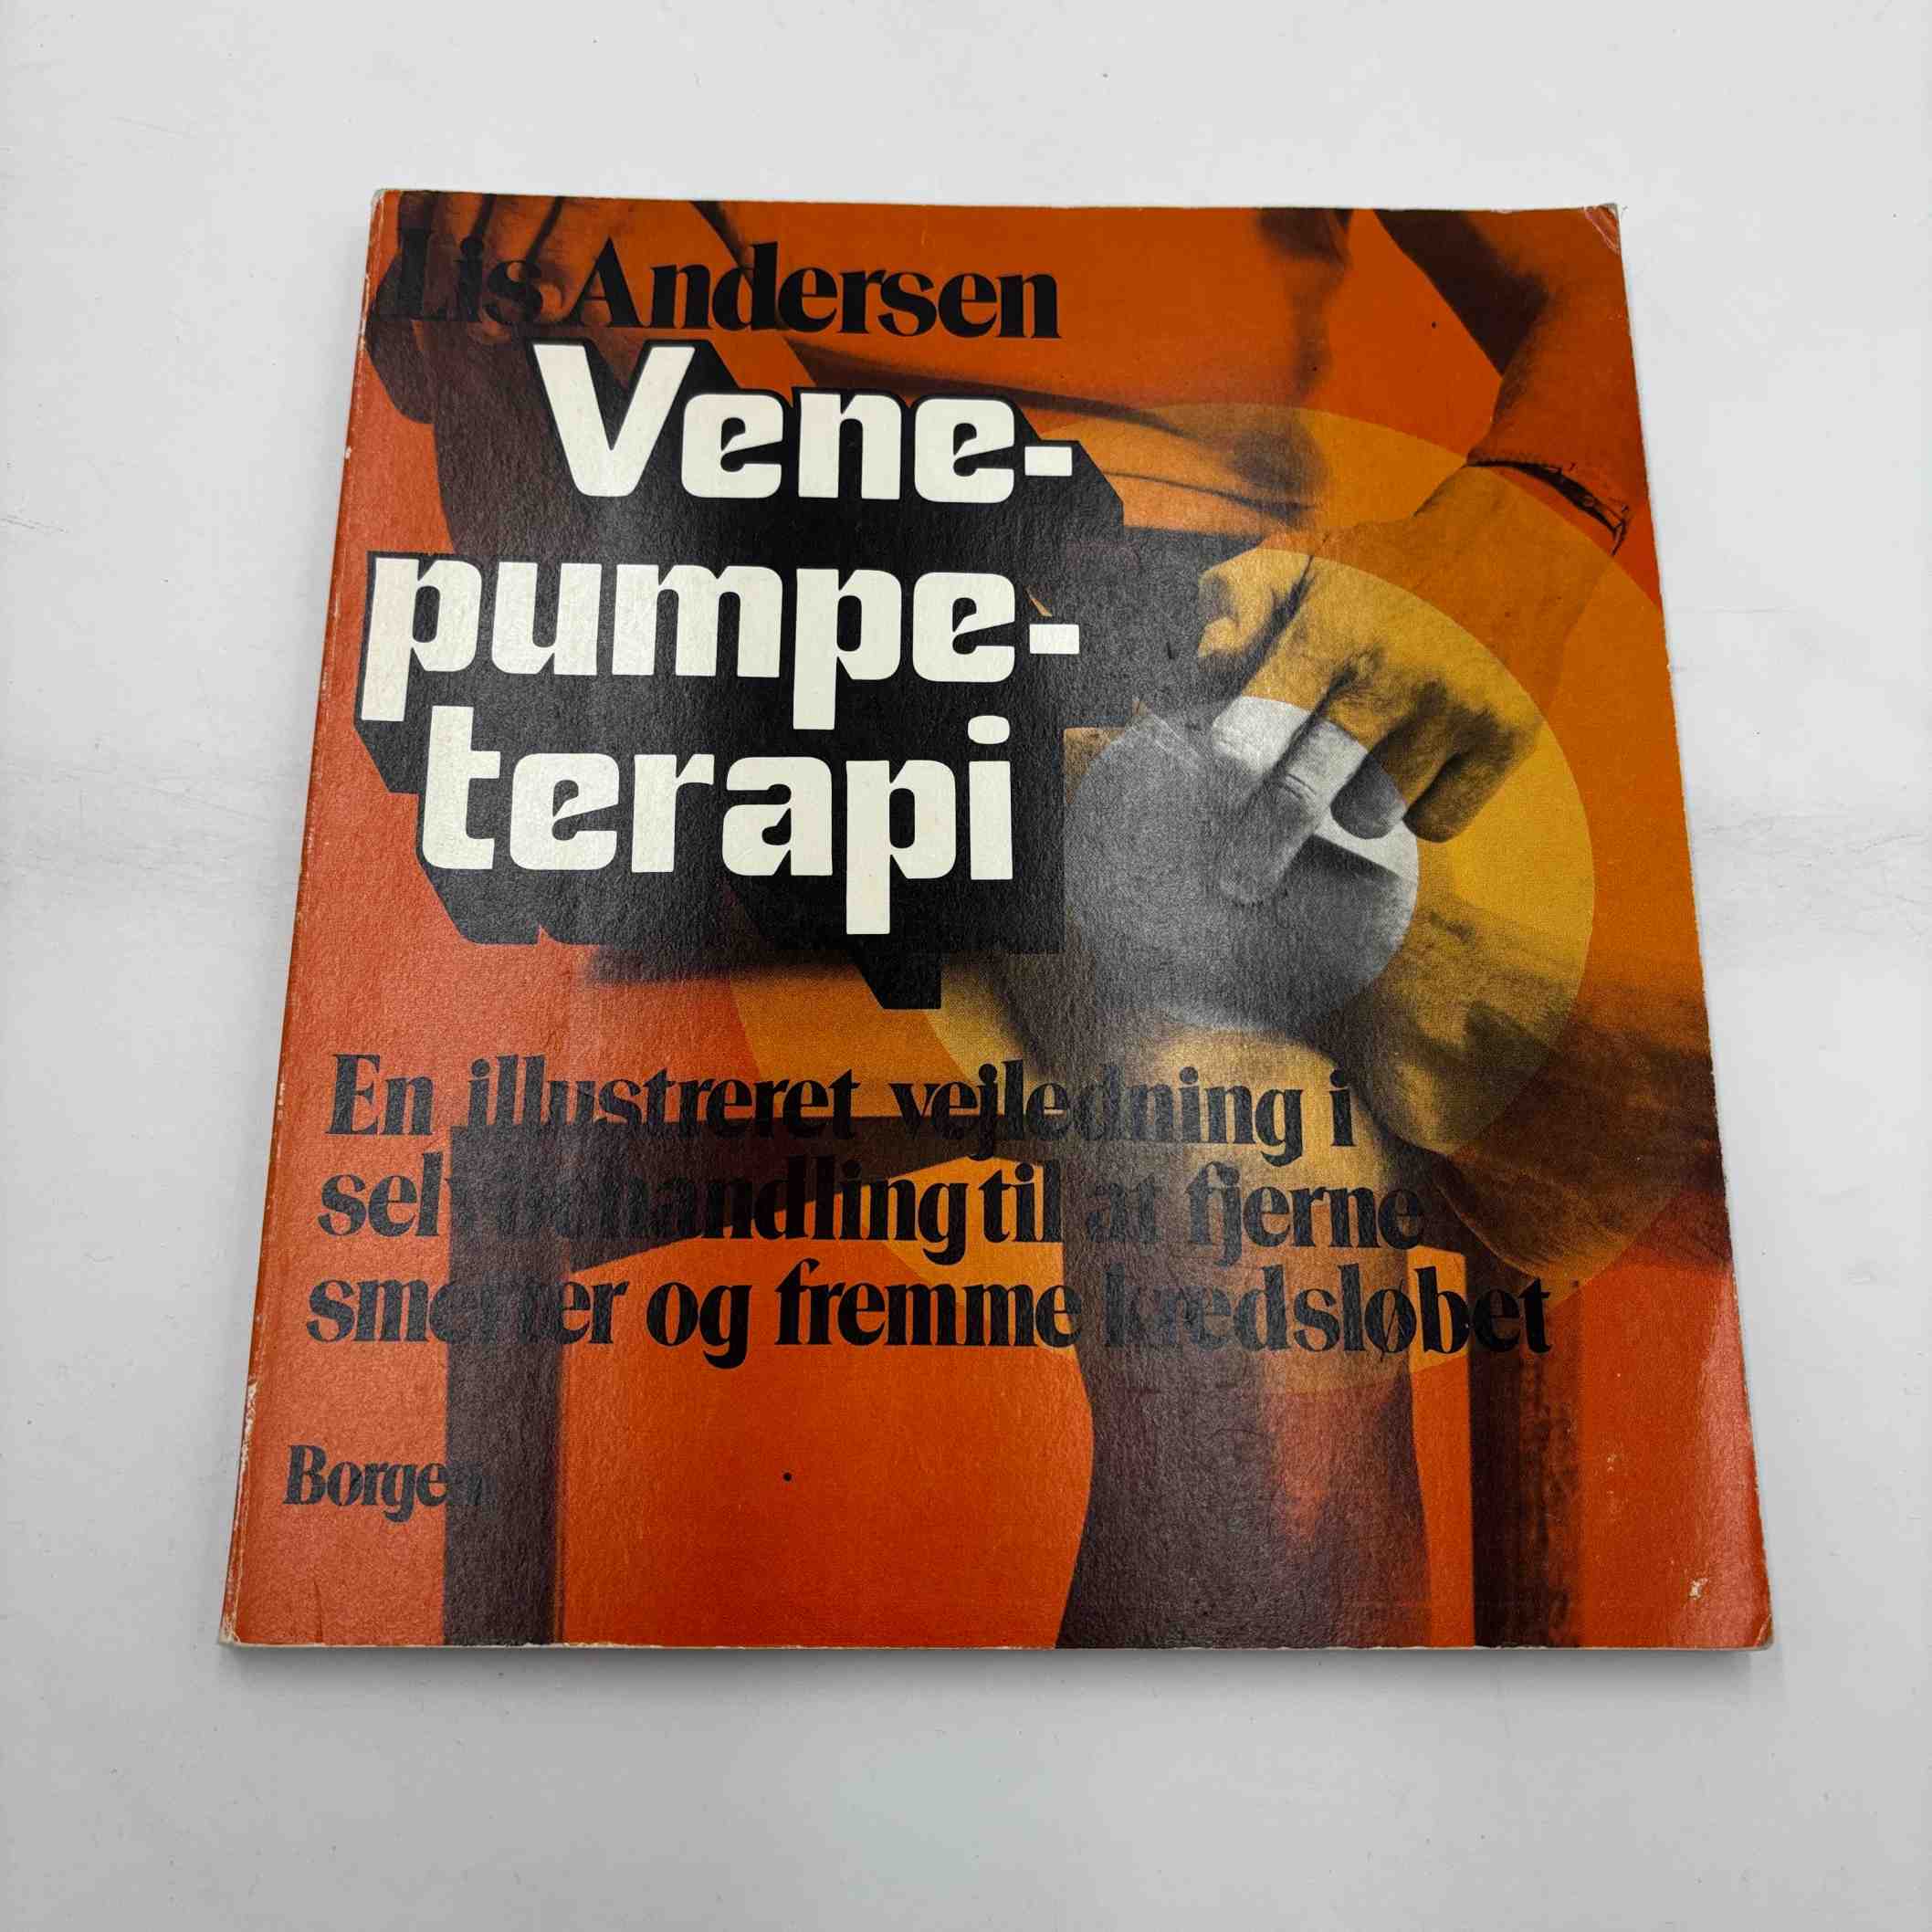 Lis Andersen
Vene-
pumpe-
terapi
En illustreret vejledning i
selvbehandling til at fjerne
smerter og fremme kredsløbet
Borgen